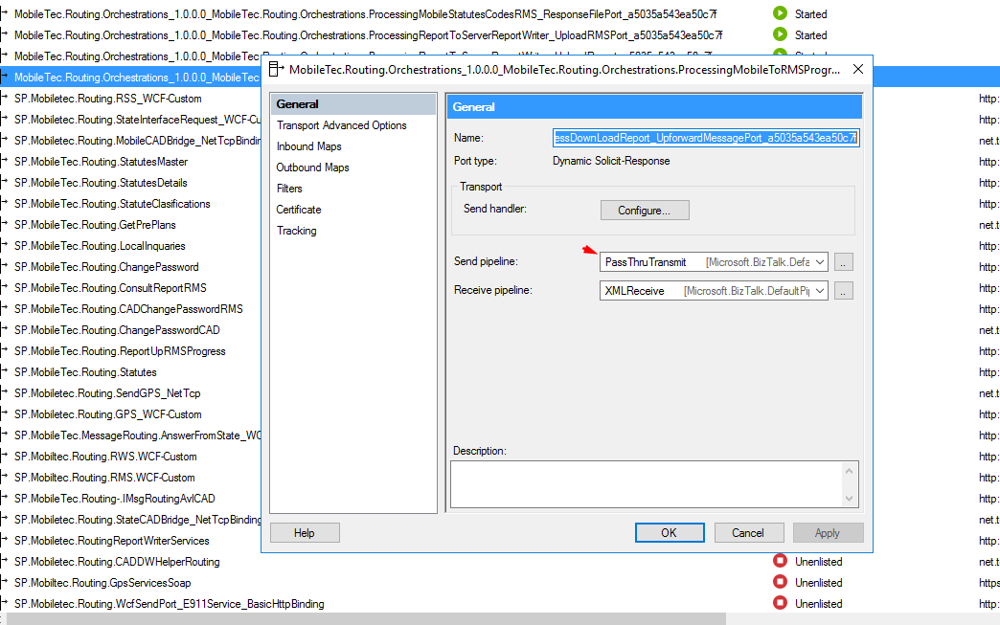 MobileTec.Routing.Orchestrations_1.0.0.0_MobileTec.Routing.Orchestrations.ProcessingMobileStatutesCodesRMS_ResponseFilePort_a5035a543ea50c7f Started
MobileTec.Routing.Orchestrations_1.0.0.0_MobileTec.Routing.Orchestrations.ProcessingReportToServerReportWriter_UploadRMSPort_a5035a543ea50c7f Started
MobileTec.Routing.Orchestrations_1.0.0.0
MobileTec.Routing.Orchestrations_1.0.0.0_MobileTec
MobileTec.Routing.Orchestrations_1.0.0.0_MobileTec.Routing.Orchestrations.ProcessingMobileToRMSProgr...
SP.Mobiletec.Routing.RSS_WCF-Custom http:
SP.Mobiletec.Routing.StateInterfaceRequest_WCF-Cu http:
SP.Mobiletec.Routing.MobileCADBridge_NetTcpBindin net.t
SP.MobileTec.Routing.StatutesMaster http:
SP.MobileTec.Routing.StatutesDetails http:
SP.MobileTec.Routing.StatuteClasifications http:
SP.MobileTec.Routing.GetPrePlans net.t
SP.MobileTec.Routing.LocalInquaries http:
SP.MobileTec.Routing.ChangePassword http:
SP.MobileTec.Routing.ConsultReportRMS http:
SP.MobileTec.Routing.CADChangePasswordRMS http:
SP.MobileTec.Routing.ChangePasswordCAD net.t
SP.MobileTec.Routing.ReportUpRMSProgress http:
SP.MobileTec.Routing.Statutes http:
SP.MobileTec.Routing.SendGPS_NetTcp net.t
SP.MobileTec.Routing.GPS_WCF-Custom http:
SP.MobileTec.MessageRouting.AnswerFromState_WC http:
SP.Mobiltec.Routing.RWS.WCF-Custom http:
SP.Mobiltec.Routing.RMS.WCF-Custom http:
SP.MobileTec.Routing-.IMsgRoutingAvlCAD http:
SP.Mobiletec.Routing.StateCADBridge_NetTcpBinding net.t
SP.MobileTec.RoutingReportWriterServices http:
SP.Mobiletec.Routing.CADDWHelperRouting Unenlisted net.t
SP.Mobiltec.Routing.GpsServicesSoap Unenlisted https
SP.Mobiletec.Routing.WcfSendPort_E911Service_BasicHttpBinding Unenlisted http:
General
Transport Advanced Options
Inbound Maps
Outbound Maps
Filters
Certificate
Tracking
General
Name: essDownLoadReport_UpforwardMessagePort_a5035a543ea50c7f
Port type: Dynamic Solicit-Response
Transport
Send handler: Configure...
Send pipeline: PassThruTransmit [Microsoft.BizTalk.Defa ..
Receive pipeline: XMLReceive [Microsoft.BizTalk.DefaultPi ..
Description:
Help OK Cancel Apply